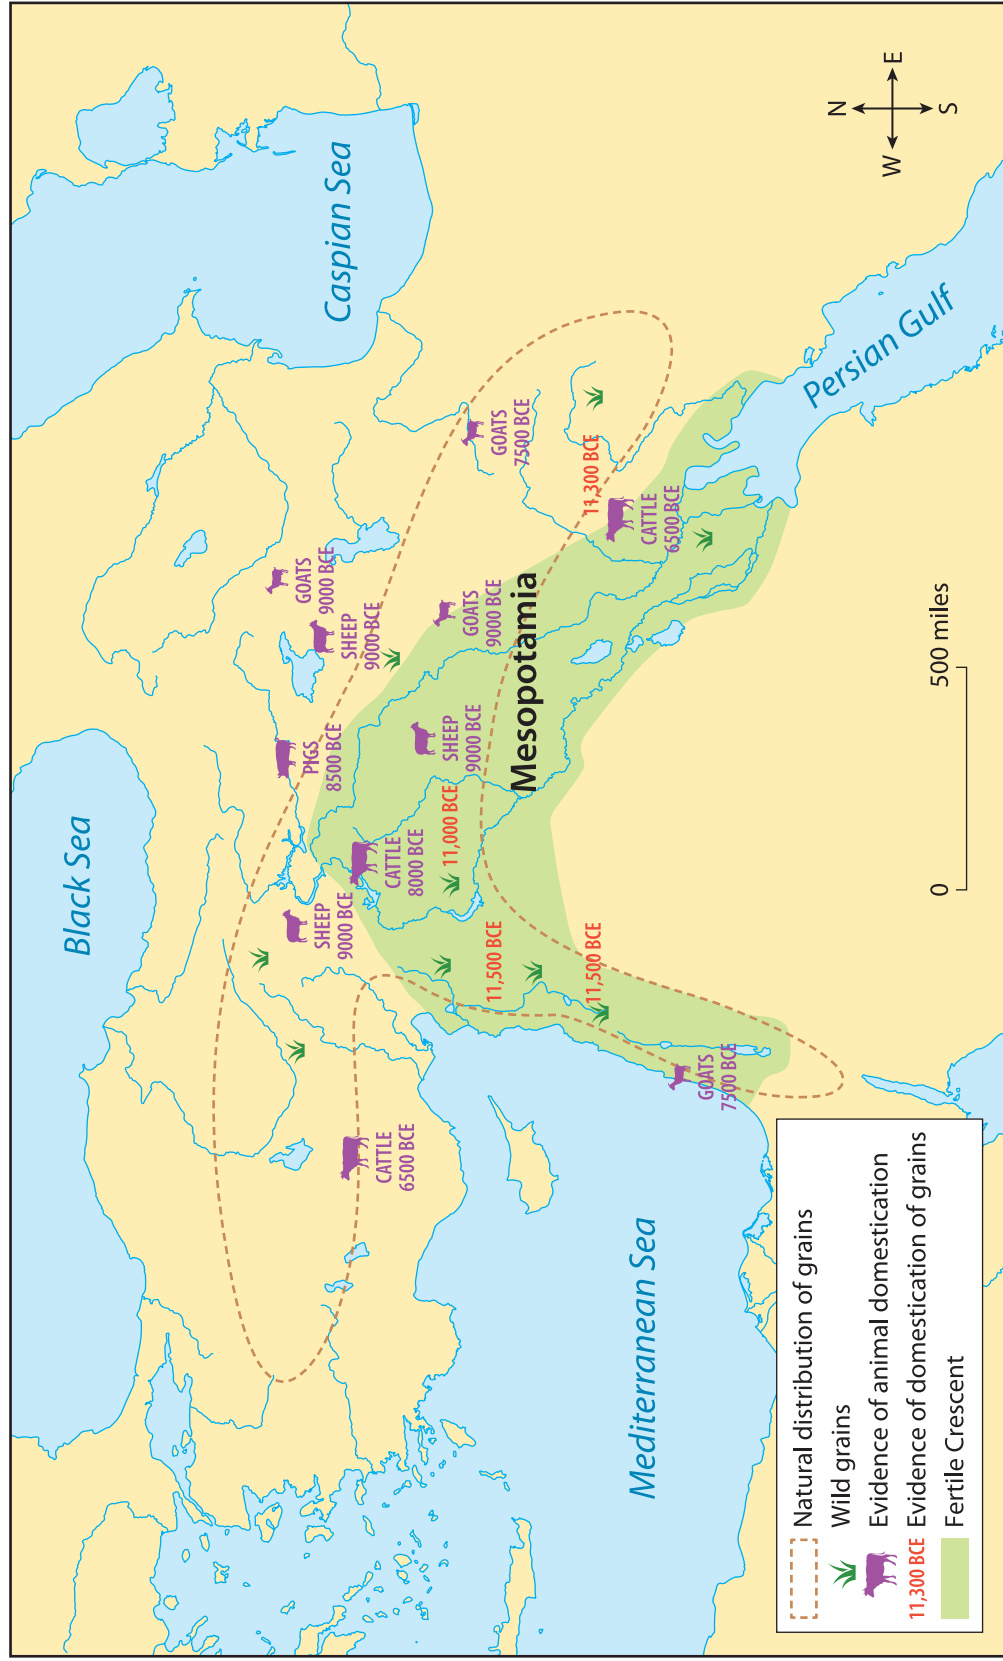 Black Sea
Caspian Sea
Mediterranean Sea
Persian Gulf
Mesopotamia
CATTLE
6500 BCE
SHEEP
9000 BCE
PIGS
8500 BCE
SHEEP
9000 BCE
GOATS
9000 BCE
CATTLE
8000 BCE
11,000 BCE
SHEEP
9000 BCE
GOATS
9000 BCE
GOATS
7500 BCE
11,500 BCE
11,500 BCE
11,300 BCE
CATTLE
6500 BCE
GOATS
7500 BCE
N
W
E
S
0
500 miles
Natural distribution of grains
Wild grains
Evidence of animal domestication
11,300 BCE Evidence of domestication of grains
Fertile Crescent